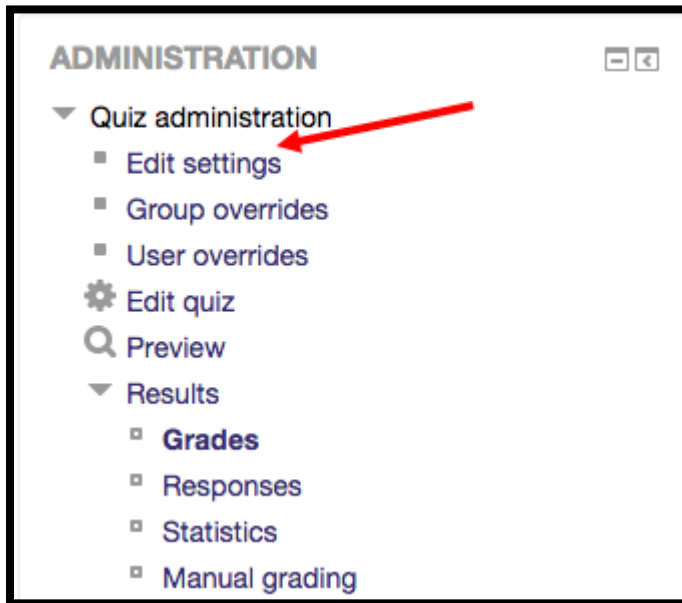 ADMINISTRATION
Quiz administration
Edit settings
Group overrides
User overrides
Edit quiz
Preview
Results
Grades
Responses
Statistics
Manual grading